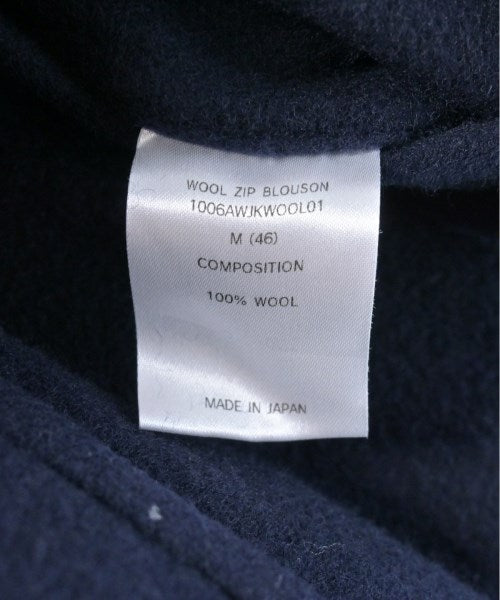 WOOL ZIP BLOUSON
1006AWJKWOOL01
M (46)
COMPOSITION
100% WOOL
MADE IN JAPAN